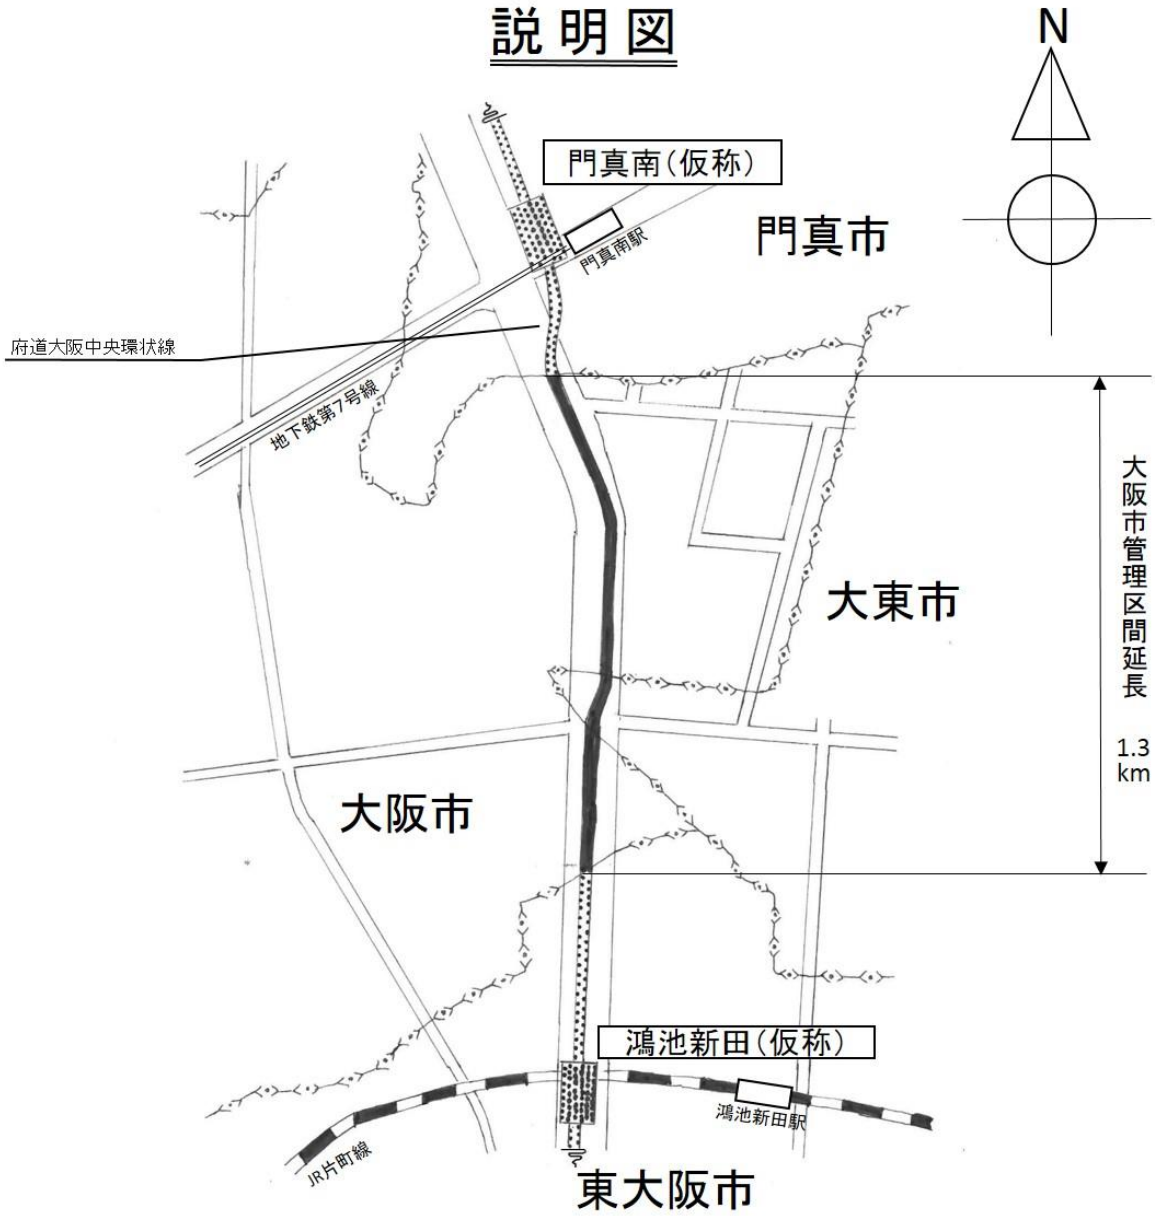 説明図
N
門真南(仮称)
門真市
門真南駅
府道大阪中央環状線
地下鉄第7号線
大阪市管理区間延長
1.3
km
大東市
大阪市
鴻池新田(仮称)
鴻池新田駅
JR片町線
東大阪市